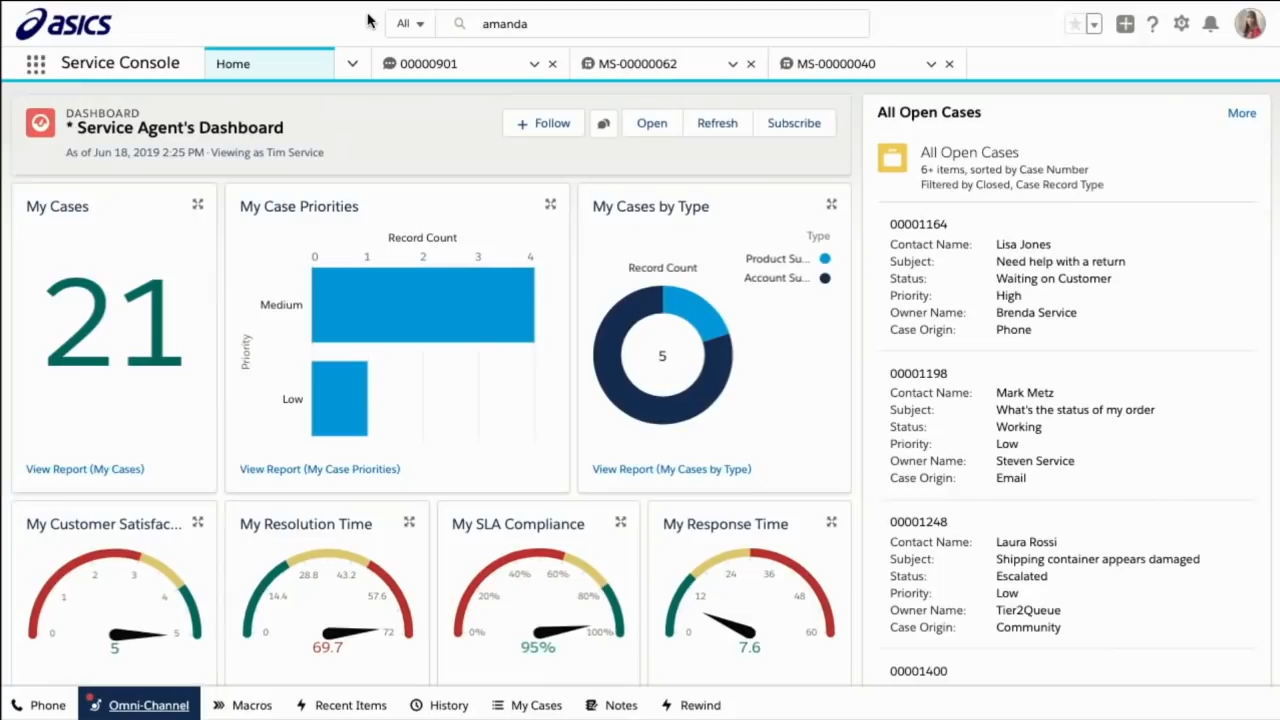 asics
All
amanda
Service Console
Home
00000901
MS-00000062
MS-00000040
DASHBOARD
* Service Agent's Dashboard
As of Jun 18, 2019 2:25 PM · Viewing as Tim Service
+ Follow
Open
Refresh
Subscribe
My Cases
21
View Report (My Cases)
My Case Priorities
Record Count
0 1 2 3 4
Priority
Medium
Low
View Report (My Case Priorities)
My Cases by Type
Type
Record Count
Product Su...
Account Su...
5
View Report (My Cases by Type)
My Customer Satisfac...
0 1 2 3 4 5
5
My Resolution Time
0 14.4 28.8 43.2 57.6 72
69.7
My SLA Compliance
0% 20% 40% 60% 80% 100%
95%
My Response Time
0 12 24 36 48 60
7.6
All Open Cases
More
All Open Cases
6+ items, sorted by Case Number
Filtered by Closed, Case Record Type
00001164
Contact Name: Lisa Jones
Subject: Need help with a return
Status: Waiting on Customer
Priority: High
Owner Name: Brenda Service
Case Origin: Phone
00001198
Contact Name: Mark Metz
Subject: What's the status of my order
Status: Working
Priority: Low
Owner Name: Steven Service
Case Origin: Email
00001248
Contact Name: Laura Rossi
Subject: Shipping container appears damaged
Status: Escalated
Priority: Low
Owner Name: Tier2Queue
Case Origin: Community
00001400
Phone
Omni-Channel
Macros
Recent Items
History
My Cases
Notes
Rewind